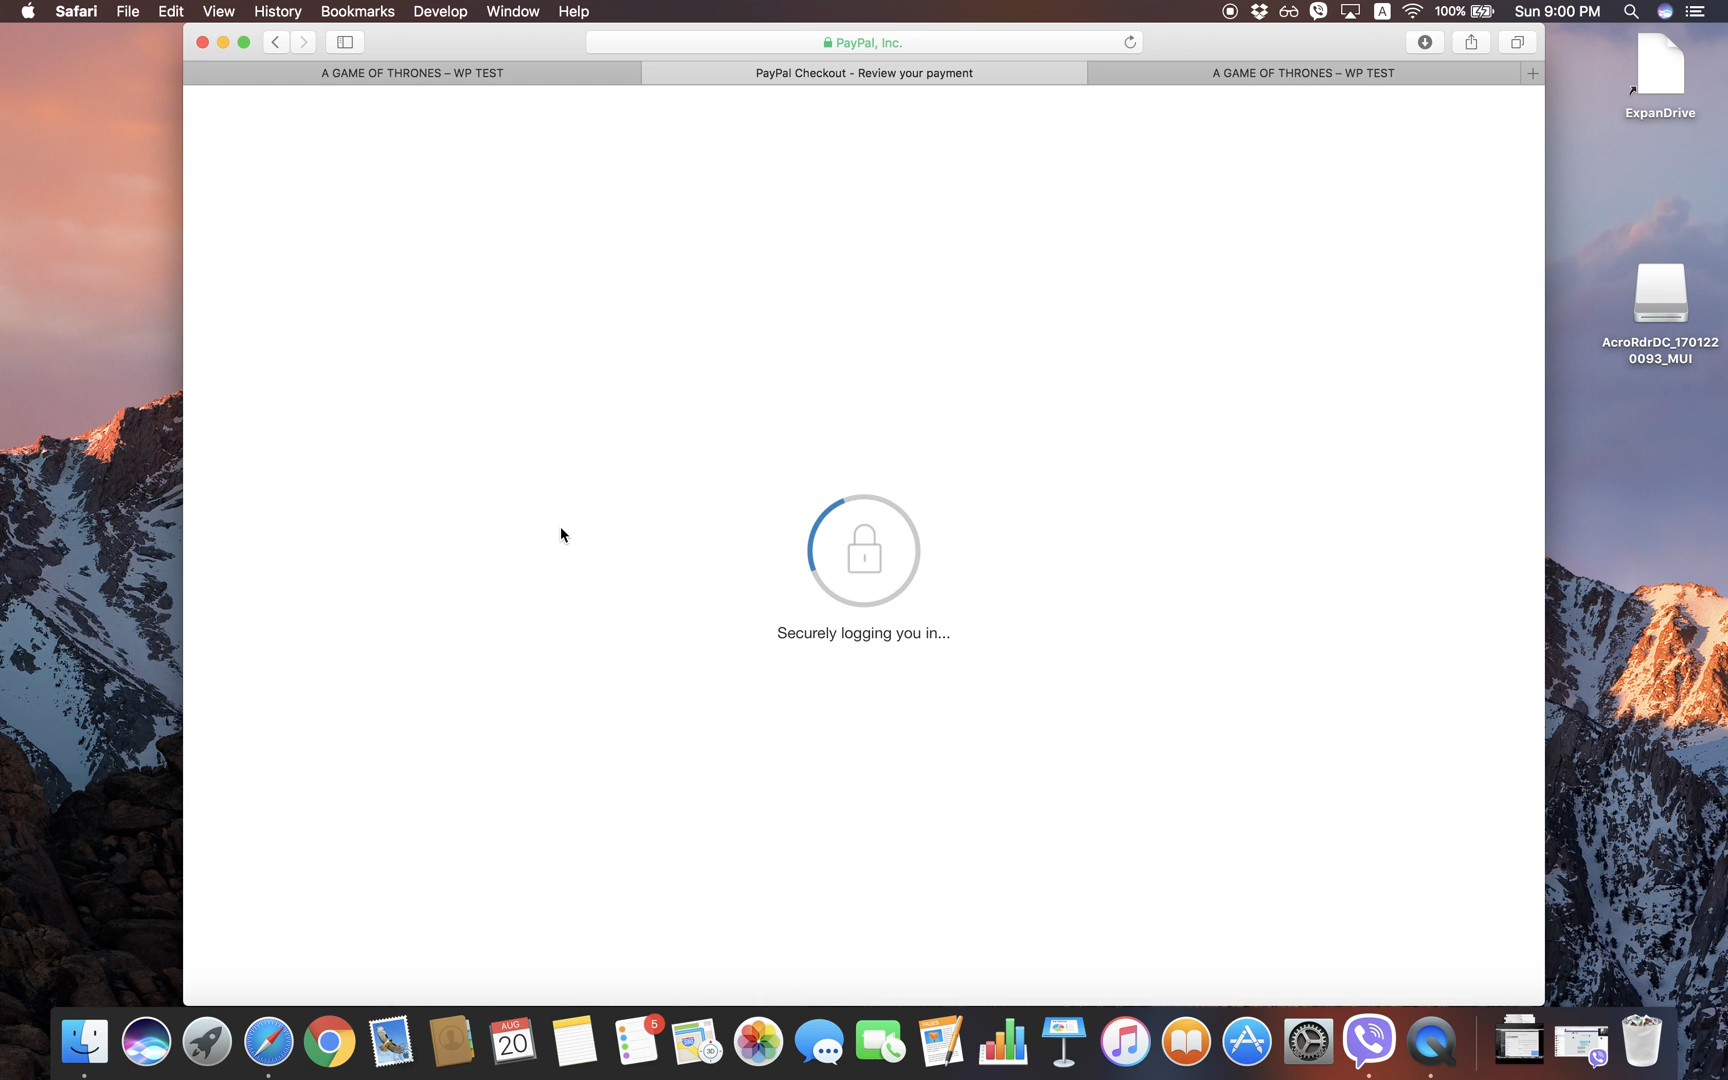 Safari File Edit View History Bookmarks Develop Window Help A 100% Sun 9:00 PM
PayPal, Inc.
A GAME OF THRONES – WP TEST PayPal Checkout - Review your payment A GAME OF THRONES – WP TEST
ExpanDrive
AcroRdrDC_170122
0093_MUI
Securely logging you in...
AUG
20
5
3D
PAGES